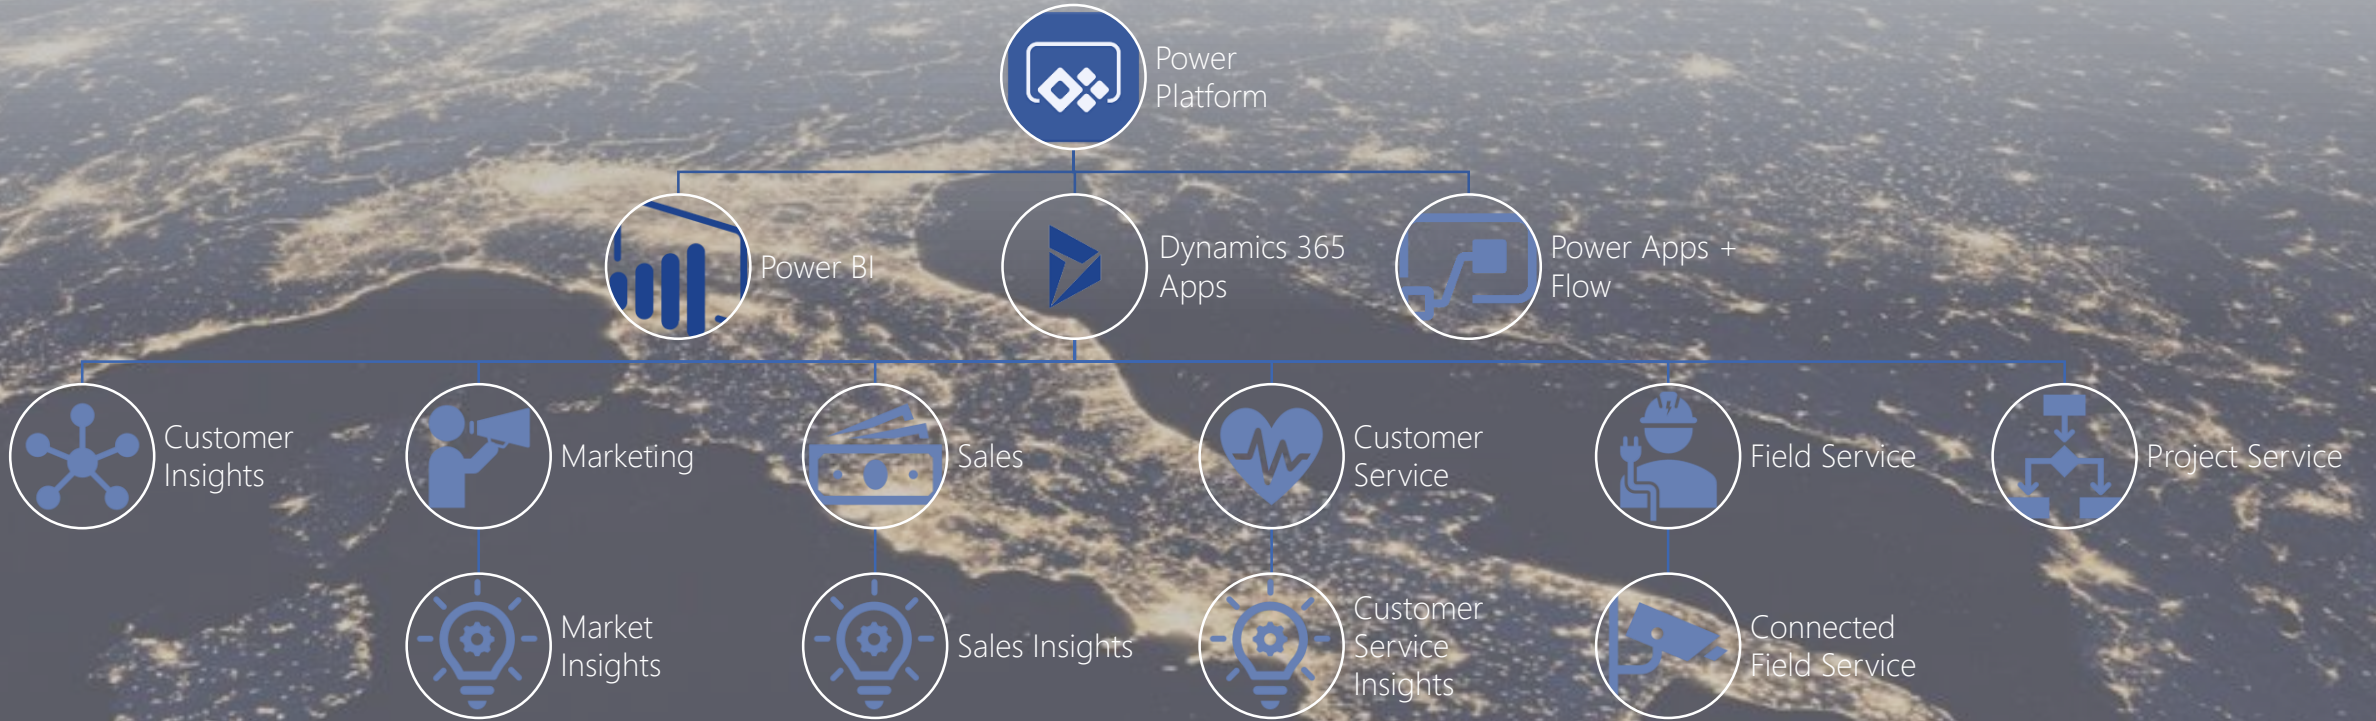 Power
Platform
Power BI
Dynamics 365
Apps
Power Apps +
Flow
Customer
Insights
Marketing
Sales
Customer
Service
Field Service
Project Service
Market
Insights
Sales Insights
Customer
Service
Insights
Connected
Field Service